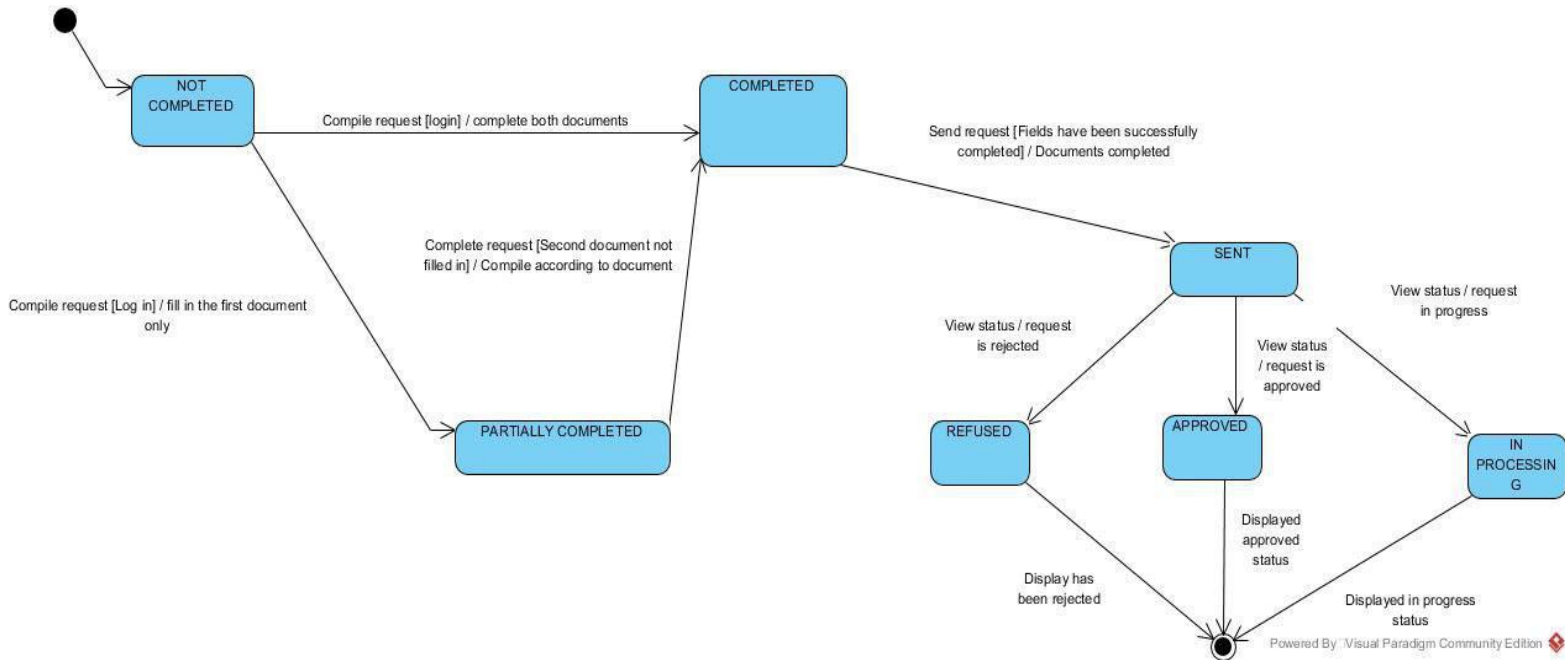 NOT
COMPLETED
COMPLETED
Compile request [login] / complete both documents
Send request [Fields have been successfully
completed] / Documents completed
Complete request [Second document not
filled in] / Compile according to document
SENT
Compile request [Log in] / fill in the first document
only
View status / request
is rejected
View status
/ request is
approved
View status / request
in progress
PARTIALLY COMPLETED
REFUSED
APPROVED
IN
PROCESSIN
G
Display has
been rejected
Displayed
approved
status
Displayed in progress
status
Powered By Visual Paradigm Community Edition